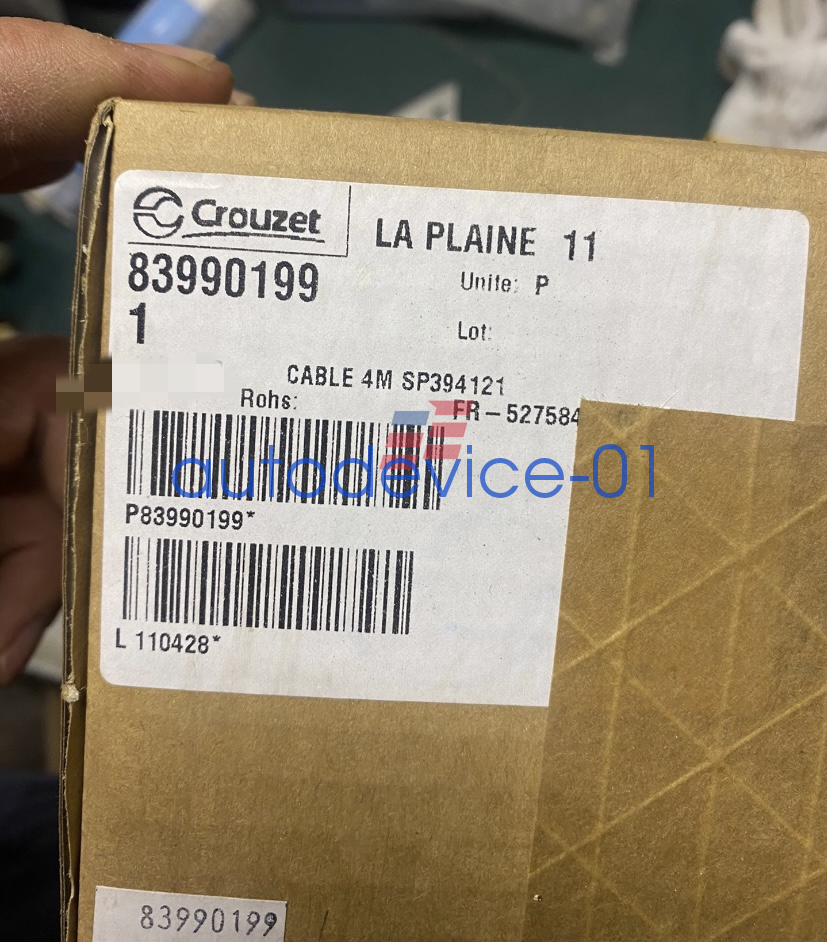 Crouzet
LA PLAINE 11
83990199
Unite: P
1
Lot:
CABLE 4M SP394121
Rohs:
FR-527584
autodevice-01
P83990199*
L 110428*
83990199